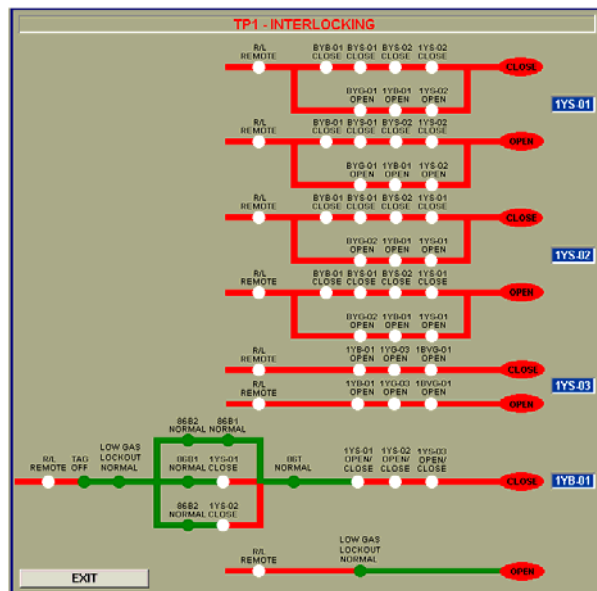 TP1 - INTERLOCKING
R/L BYB-01 BYS-01 BYS-02 1YS-02
REMOTE CLOSE CLOSE CLOSE CLOSE
CLOSE
BYG-01 1YB-01 1YS-02
OPEN OPEN OPEN
1YS-01
R/L BYB-01 BYS-01 BYS-02 1YS-02
REMOTE CLOSE CLOSE CLOSE CLOSE
OPEN
BYG-01 1YB-01 1YS-02
OPEN OPEN OPEN
R/L BYB-01 BYS-01 BYS-02 1YS-01
REMOTE CLOSE CLOSE CLOSE CLOSE
CLOSE
BYG-02 1YB-01 1YS-01
OPEN OPEN OPEN
1YS-02
R/L BYB-01 BYS-01 BYS-02 1YS-01
REMOTE CLOSE CLOSE CLOSE CLOSE
OPEN
BYG-02 1YB-01 1YS-01
OPEN OPEN OPEN
R/L 1YB-01 1YG-03 1BVG-01
REMOTE OPEN OPEN OPEN
CLOSE
1YS-03
R/L 1YB-01 1YG-03 1BVG-01
REMOTE OPEN OPEN OPEN
OPEN
86B2 86B1
NORMAL NORMAL
R/L TAG LOW GAS
REMOTE OFF LOCKOUT
NORMAL
86B1 1YS-01
NORMAL CLOSE
86T
NORMAL
1YS-01 1YS-02 1YS-03
OPEN/ OPEN/ OPEN/
CLOSE CLOSE CLOSE
CLOSE
1YB-01
86B2 1YS-02
NORMAL CLOSE
R/L LOW GAS
REMOTE LOCKOUT
NORMAL
OPEN
EXIT